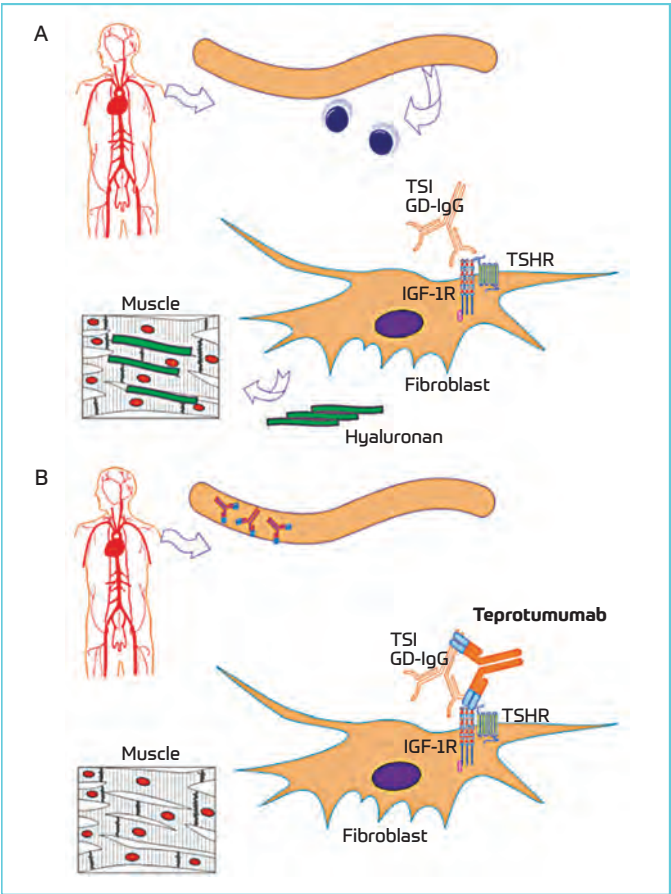 A
TSI
GD-IgG
TSHR
IGF-1R
Muscle
Fibroblast
Hyaluronan
B
Teprotumumab
TSI
GD-IgG
TSHR
IGF-1R
Muscle
Fibroblast